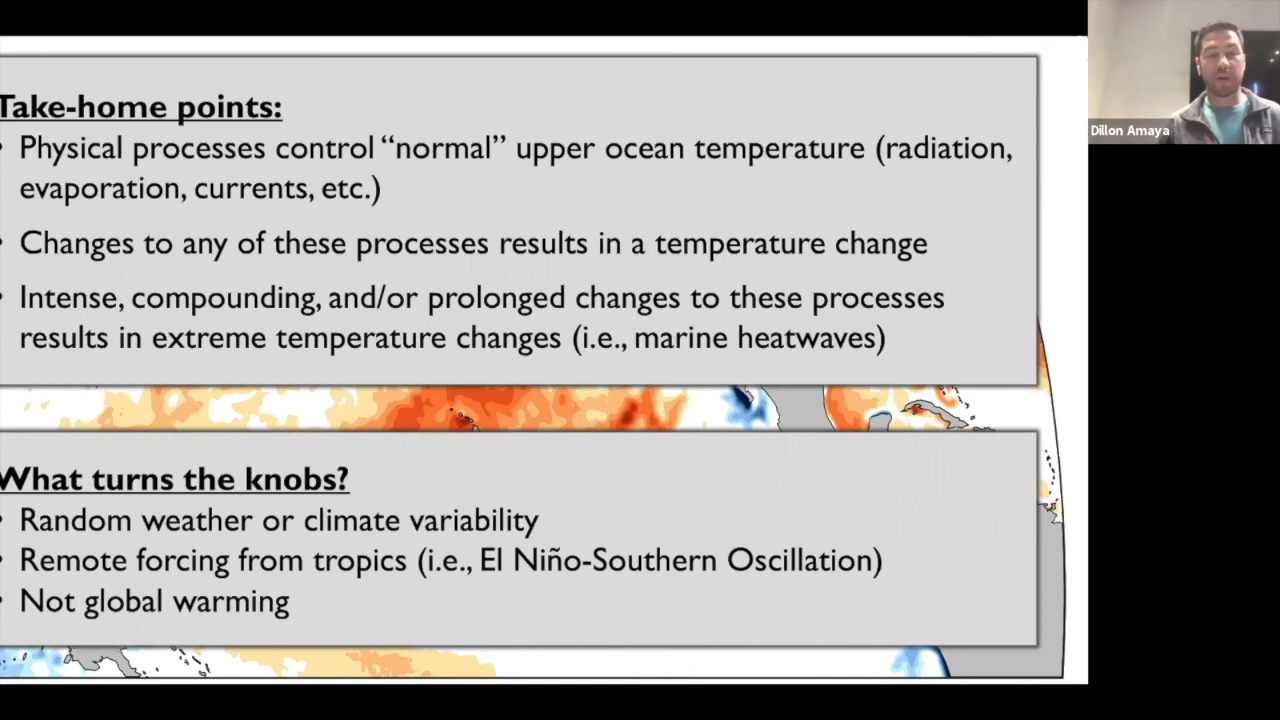 Take-home points:
• Physical processes control “normal” upper ocean temperature (radiation,
evaporation, currents, etc.)
• Changes to any of these processes results in a temperature change
• Intense, compounding, and/or prolonged changes to these processes
results in extreme temperature changes (i.e., marine heatwaves)
What turns the knobs?
• Random weather or climate variability
• Remote forcing from tropics (i.e., El Niño-Southern Oscillation)
• Not global warming
Dillon Amaya